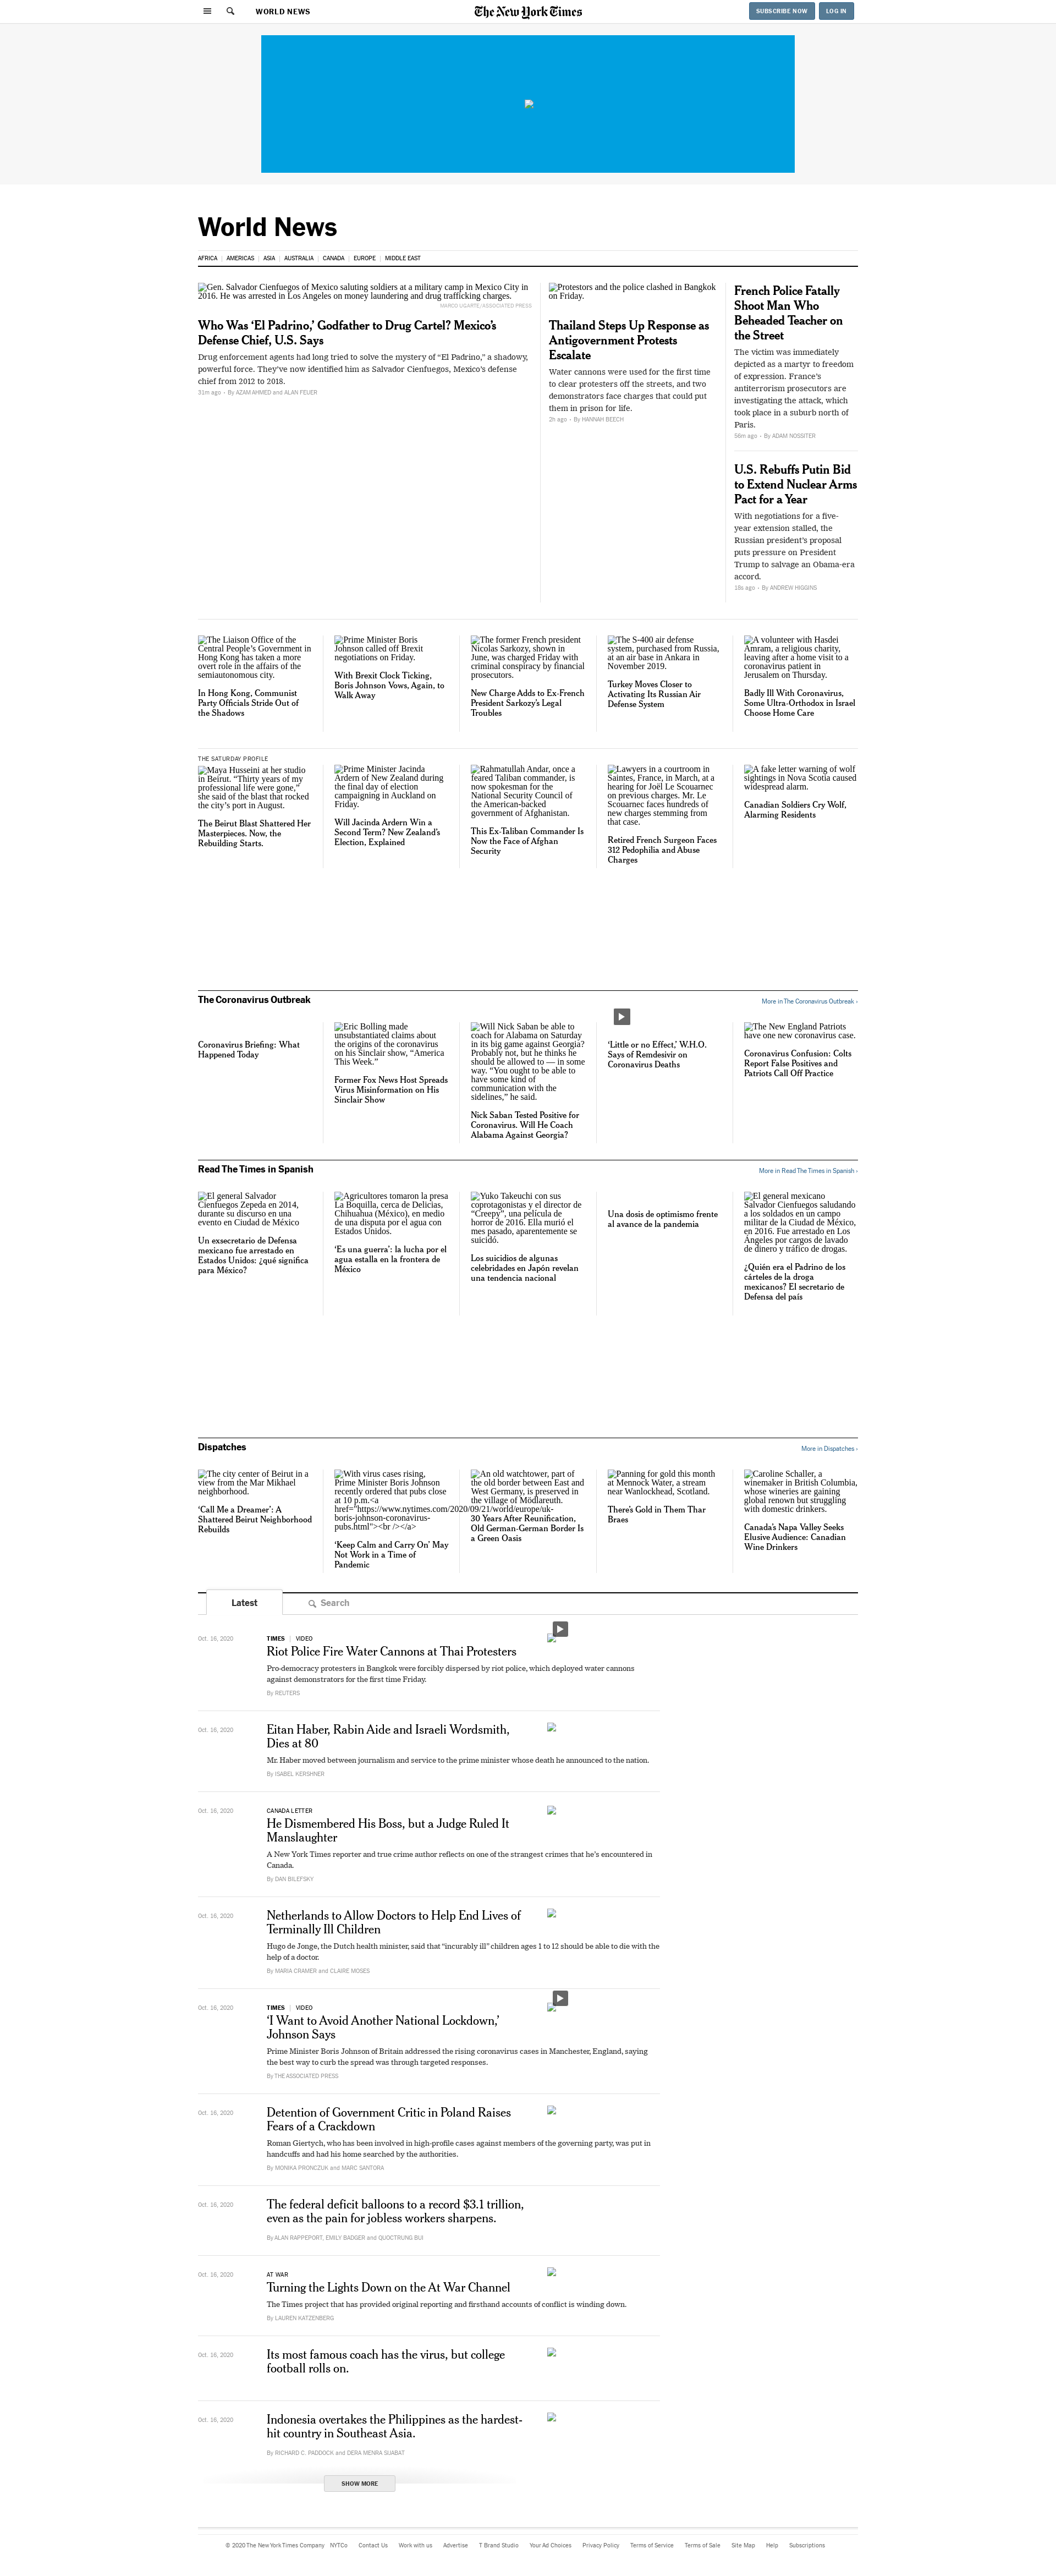 WORLD NEWS
The New York Times
SUBSCRIBE NOW
LOG IN
World News
AFRICA | AMERICAS | ASIA | AUSTRALIA | CANADA | EUROPE | MIDDLE EAST
Gen. Salvador Cienfuegos of Mexico saluting soldiers at a military camp in Mexico City in
2016. He was arrested in Los Angeles on money laundering and drug trafficking charges.
MARCO UGARTE/ASSOCIATED PRESS
Who Was ‘El Padrino,’ Godfather to Drug Cartel? Mexico’s
Defense Chief, U.S. Says
Drug enforcement agents had long tried to solve the mystery of “El Padrino,” a shadowy,
powerful force. They’ve now identified him as Salvador Cienfuegos, Mexico’s defense
chief from 2012 to 2018.
31m ago · By AZAM AHMED and ALAN FEUER
Protestors and the police clashed in Bangkok
on Friday.
Thailand Steps Up Response as
Antigovernment Protests
Escalate
Water cannons were used for the first time
to clear protesters off the streets, and two
demonstrators face charges that could put
them in prison for life.
2h ago · By HANNAH BEECH
French Police Fatally
Shoot Man Who
Beheaded Teacher on
the Street
The victim was immediately
depicted as a martyr to freedom
of expression. France’s
antiterrorism prosecutors are
investigating the attack, which
took place in a suburb north of
Paris.
56m ago · By ADAM NOSSITER
U.S. Rebuffs Putin Bid
to Extend Nuclear Arms
Pact for a Year
With negotiations for a five-
year extension stalled, the
Russian president’s proposal
puts pressure on President
Trump to salvage an Obama-era
accord.
18s ago · By ANDREW HIGGINS
The Liaison Office of the
Central People’s Government in
Hong Kong has taken a more
overt role in the affairs of the
semiautonomous city.
In Hong Kong, Communist
Party Officials Stride Out of
the Shadows
Prime Minister Boris
Johnson called off Brexit
negotiations on Friday.
With Brexit Clock Ticking,
Boris Johnson Vows, Again, to
Walk Away
The former French president
Nicolas Sarkozy, shown in
June, was charged Friday with
criminal conspiracy by financial
prosecutors.
New Charge Adds to Ex-French
President Sarkozy’s Legal
Troubles
The S-400 air defense
system, purchased from Russia,
at an air base in Ankara in
November 2019.
Turkey Moves Closer to
Activating Its Russian Air
Defense System
A volunteer with Hasdei
Amram, a religious charity,
leaving after a home visit to a
coronavirus patient in
Jerusalem on Thursday.
Badly Ill With Coronavirus,
Some Ultra-Orthodox in Israel
Choose Home Care
THE SATURDAY PROFILE
Maya Husseini at her studio
in Beirut. “Thirty years of my
professional life were gone,”
she said of the blast that rocked
the city’s port in August.
The Beirut Blast Shattered Her
Masterpieces. Now, the
Rebuilding Starts.
Prime Minister Jacinda
Ardern of New Zealand during
the final day of election
campaigning in Auckland on
Friday.
Will Jacinda Ardern Win a
Second Term? New Zealand’s
Election, Explained
Rahmatullah Andar, once a
feared Taliban commander, is
now spokesman for the
National Security Council of
the American-backed
government of Afghanistan.
This Ex-Taliban Commander Is
Now the Face of Afghan
Security
Lawyers in a courtroom in
Saintes, France, in March, at a
hearing for Joël Le Scouarnec
on previous charges. Mr. Le
Scouarnec faces hundreds of
new charges stemming from
that case.
Retired French Surgeon Faces
312 Pedophilia and Abuse
Charges
A fake letter warning of wolf
sightings in Nova Scotia caused
widespread alarm.
Canadian Soldiers Cry Wolf,
Alarming Residents
The Coronavirus Outbreak
More in The Coronavirus Outbreak ›
Coronavirus Briefing: What
Happened Today
Eric Bolling made
unsubstantiated claims about
the origins of the coronavirus
on his Sinclair show, “America
This Week.”
Former Fox News Host Spreads
Virus Misinformation on His
Sinclair Show
Will Nick Saban be able to
coach for Alabama on Saturday
in its big game against Georgia?
Probably not, but he thinks he
should be allowed to — in some
way. “You ought to be able to
have some kind of
communication with the
sidelines,” he said.
Nick Saban Tested Positive for
Coronavirus. Will He Coach
Alabama Against Georgia?
‘Little or no Effect,’ W.H.O.
Says of Remdesivir on
Coronavirus Deaths
The New England Patriots
have one new coronavirus case.
Coronavirus Confusion: Colts
Report False Positives and
Patriots Call Off Practice
Read The Times in Spanish
More in Read The Times in Spanish ›
El general Salvador
Cienfuegos Zepeda en 2014,
durante su discurso en una
evento en Ciudad de México
Un exsecretario de Defensa
mexicano fue arrestado en
Estados Unidos: ¿qué significa
para México?
Agricultores tomaron la presa
La Boquilla, cerca de Delicias,
Chihuahua (México), en medio
de una disputa por el agua con
Estados Unidos.
‘Es una guerra’: la lucha por el
agua estalla en la frontera de
México
Yuko Takeuchi con sus
coprotagonistas y el director de
“Creepy”, una película de
horror de 2016. Ella murió el
mes pasado, aparentemente se
suicidó.
Los suicidios de algunas
celebridades en Japón revelan
una tendencia nacional
Una dosis de optimismo frente
al avance de la pandemia
El general mexicano
Salvador Cienfuegos saludando
a los soldados en un campo
militar de la Ciudad de México,
en 2016. Fue arrestado en Los
Ángeles por cargos de lavado
de dinero y tráfico de drogas.
¿Quién era el Padrino de los
cárteles de la droga
mexicanos? El secretario de
Defensa del país
Dispatches
More in Dispatches ›
The city center of Beirut in a
view from the Mar Mikhael
neighborhood.
‘Call Me a Dreamer’: A
Shattered Beirut Neighborhood
Rebuilds
With virus cases rising,
Prime Minister Boris Johnson
recently ordered that pubs close
at 10 p.m.<a
href="https://www.nytimes.com/2020/09/21/world/europe/uk-
boris-johnson-coronavirus-
pubs.html"><br /></a>
‘Keep Calm and Carry On’ May
Not Work in a Time of
Pandemic
An old watchtower, part of
the old border between East and
West Germany, is preserved in
the village of Mödlareuth.
30 Years After Reunification,
Old German-German Border Is
a Green Oasis
Panning for gold this month
at Mennock Water, a stream
near Wanlockhead, Scotland.
There’s Gold in Them Thar
Braes
Caroline Schaller, a
winemaker in British Columbia,
whose wineries are gaining
global renown but struggling
with domestic drinkers.
Canada’s Napa Valley Seeks
Elusive Audience: Canadian
Wine Drinkers
Latest
Search
Oct. 16, 2020
TIMES | VIDEO
Riot Police Fire Water Cannons at Thai Protesters
Pro-democracy protesters in Bangkok were forcibly dispersed by riot police, which deployed water cannons
against demonstrators for the first time Friday.
By REUTERS
Oct. 16, 2020
Eitan Haber, Rabin Aide and Israeli Wordsmith,
Dies at 80
Mr. Haber moved between journalism and service to the prime minister whose death he announced to the nation.
By ISABEL KERSHNER
Oct. 16, 2020
CANADA LETTER
He Dismembered His Boss, but a Judge Ruled It
Manslaughter
A New York Times reporter and true crime author reflects on one of the strangest crimes that he’s encountered in
Canada.
By DAN BILEFSKY
Oct. 16, 2020
Netherlands to Allow Doctors to Help End Lives of
Terminally Ill Children
Hugo de Jonge, the Dutch health minister, said that “incurably ill” children ages 1 to 12 should be able to die with the
help of a doctor.
By MARIA CRAMER and CLAIRE MOSES
Oct. 16, 2020
TIMES | VIDEO
‘I Want to Avoid Another National Lockdown,’
Johnson Says
Prime Minister Boris Johnson of Britain addressed the rising coronavirus cases in Manchester, England, saying
the best way to curb the spread was through targeted responses.
By THE ASSOCIATED PRESS
Oct. 16, 2020
Detention of Government Critic in Poland Raises
Fears of a Crackdown
Roman Giertych, who has been involved in high-profile cases against members of the governing party, was put in
handcuffs and had his home searched by the authorities.
By MONIKA PRONCZUK and MARC SANTORA
Oct. 16, 2020
The federal deficit balloons to a record $3.1 trillion,
even as the pain for jobless workers sharpens.
By ALAN RAPPEPORT, EMILY BADGER and QUOCTRUNG BUI
Oct. 16, 2020
AT WAR
Turning the Lights Down on the At War Channel
The Times project that has provided original reporting and firsthand accounts of conflict is winding down.
By LAUREN KATZENBERG
Oct. 16, 2020
Its most famous coach has the virus, but college
football rolls on.
Oct. 16, 2020
Indonesia overtakes the Philippines as the hardest-
hit country in Southeast Asia.
By RICHARD C. PADDOCK and DERA MENRA SIJABAT
SHOW MORE
© 2020 The New York Times Company NYTCo Contact Us Work with us Advertise T Brand Studio Your Ad Choices Privacy Policy Terms of Service Terms of Sale Site Map Help Subscriptions